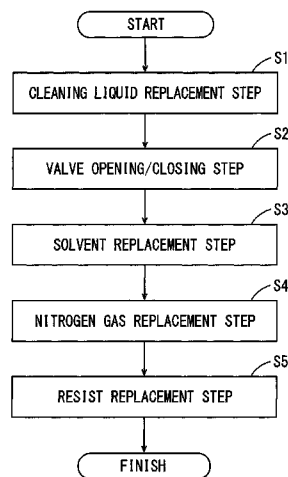 START
S1
CLEANING LIQUID REPLACEMENT STEP
S2
VALVE OPENING/CLOSING STEP
S3
SOLVENT REPLACEMENT STEP
S4
NITROGEN GAS REPLACEMENT STEP
S5
RESIST REPLACEMENT STEP
FINISH